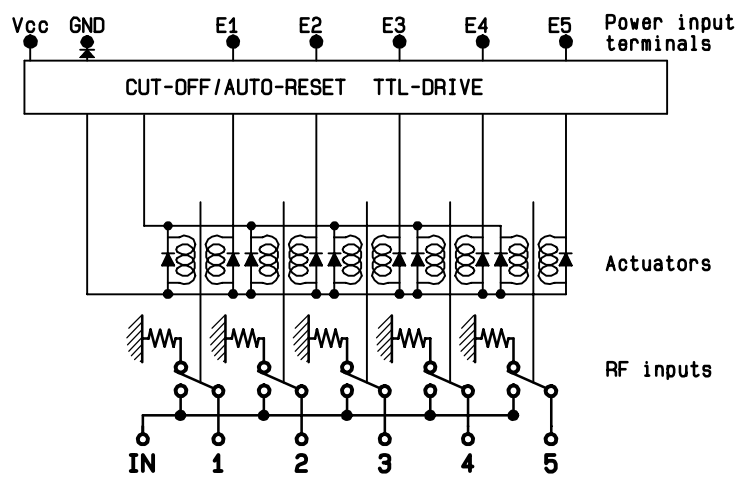 Vcc GND E1 E2 E3 E4 E5 Power input
terminals
CUT-OFF/AUTO-RESET TTL-DRIVE
Actuators
RF inputs
IN 1 2 3 4 5